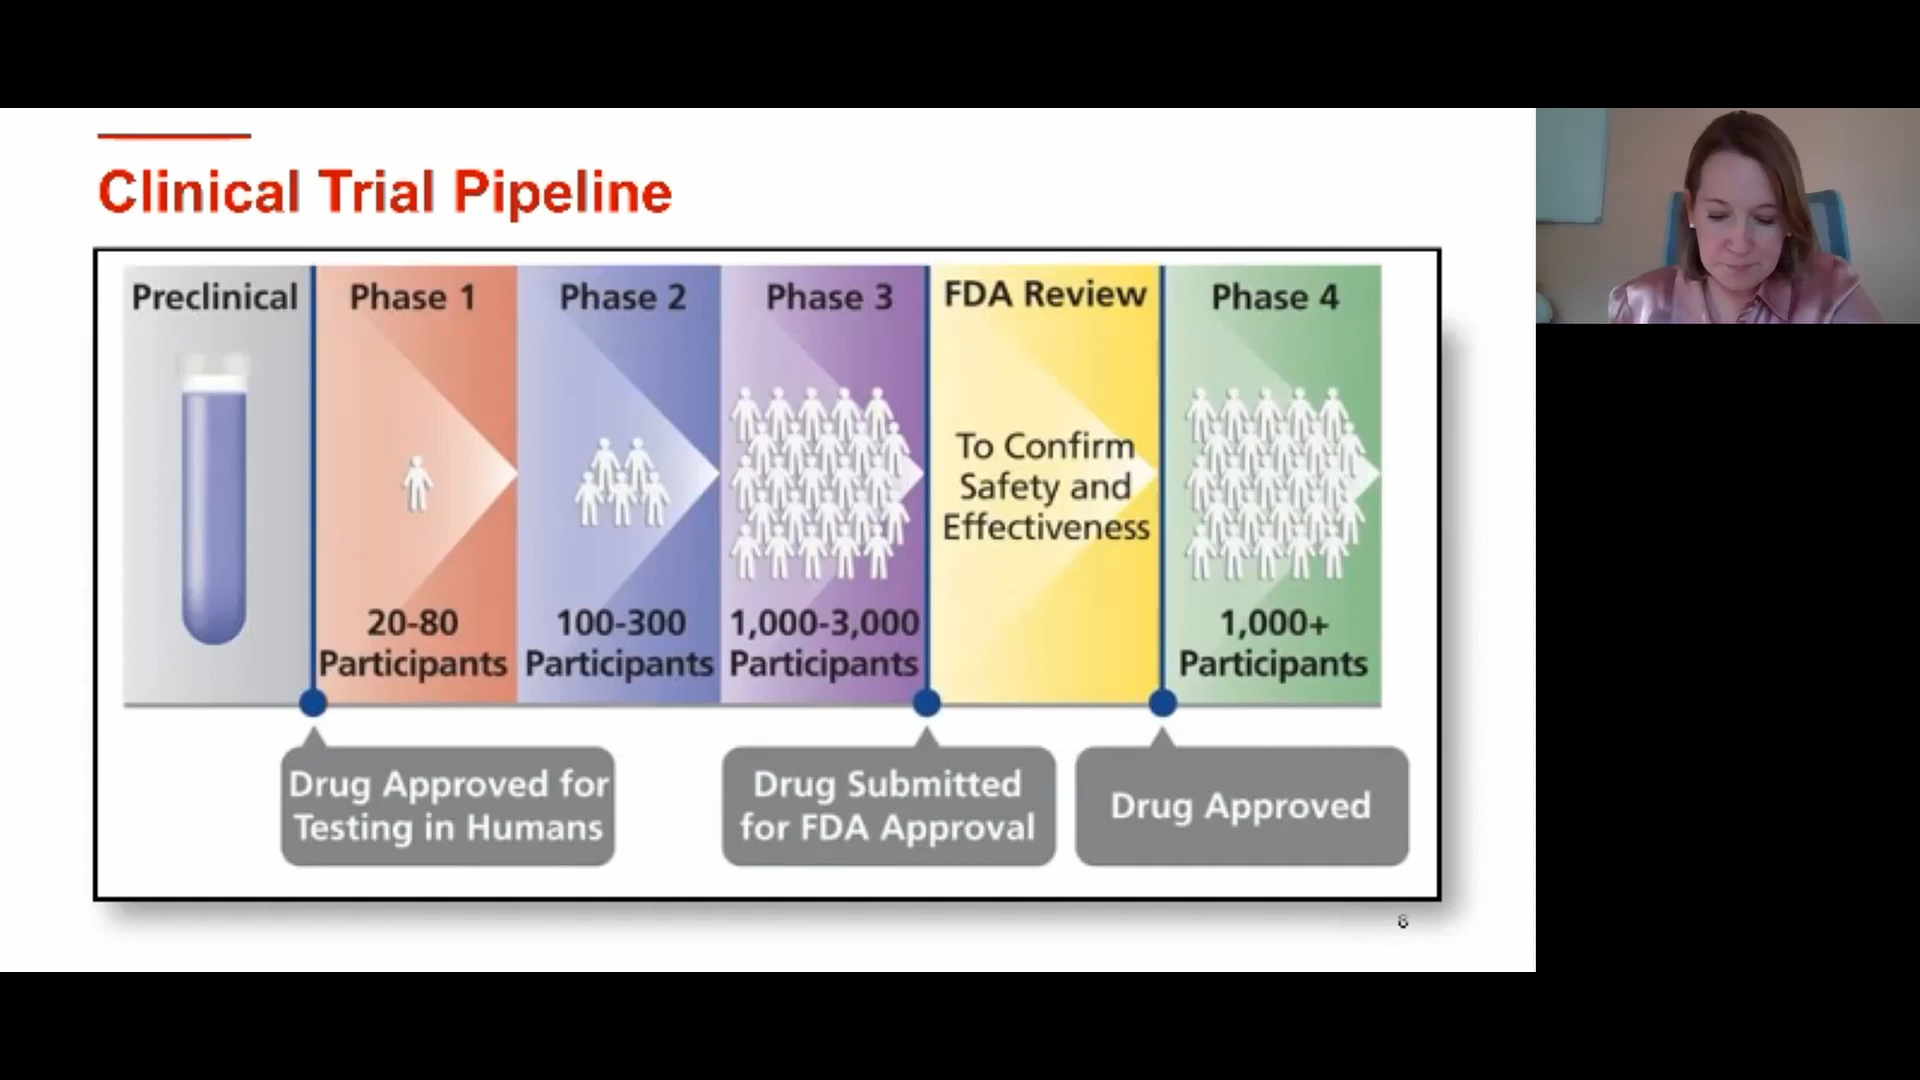 Clinical Trial Pipeline
Preclinical
Phase 1
20-80
Participants
Phase 2
100-300
Participants
Phase 3
1,000-3,000
Participants
FDA Review
To Confirm
Safety and
Effectiveness
Phase 4
1,000+
Participants
Drug Approved for
Testing in Humans
Drug Submitted
for FDA Approval
Drug Approved